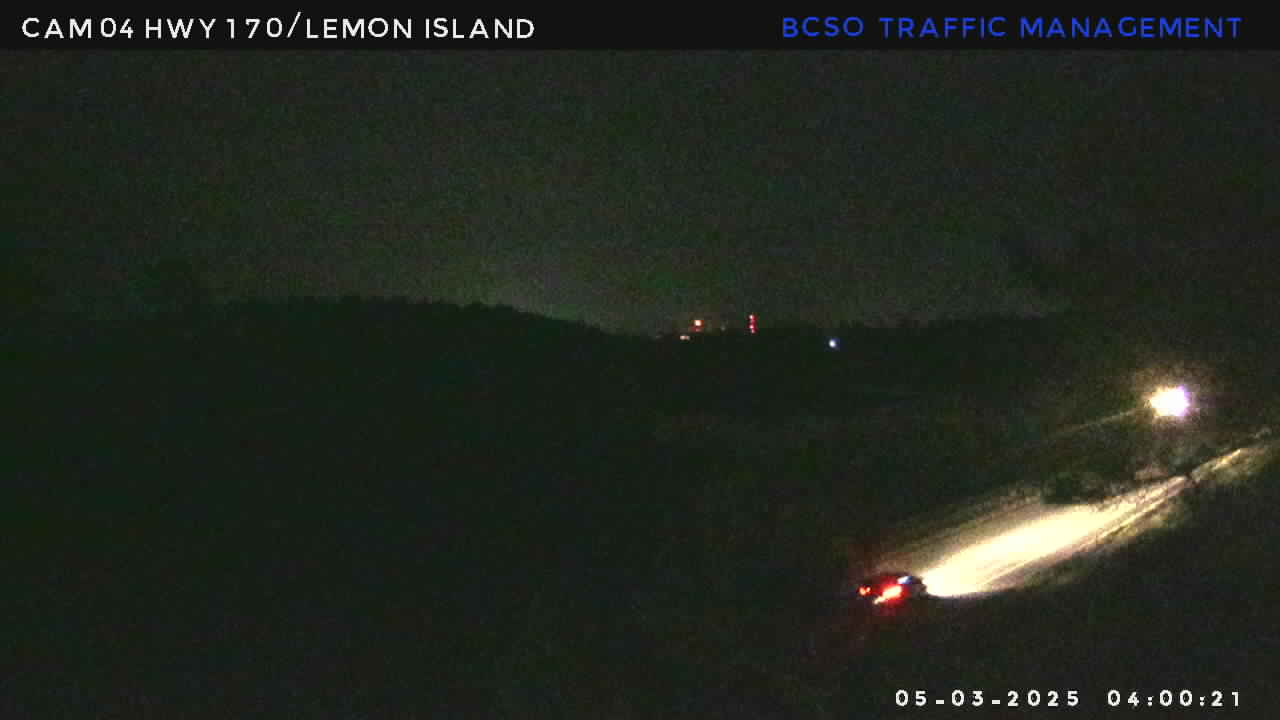 CAM04 HWY 170/LEMON ISLAND
BCSO TRAFFIC MANAGEMENT
05-03-2025 04:00:21